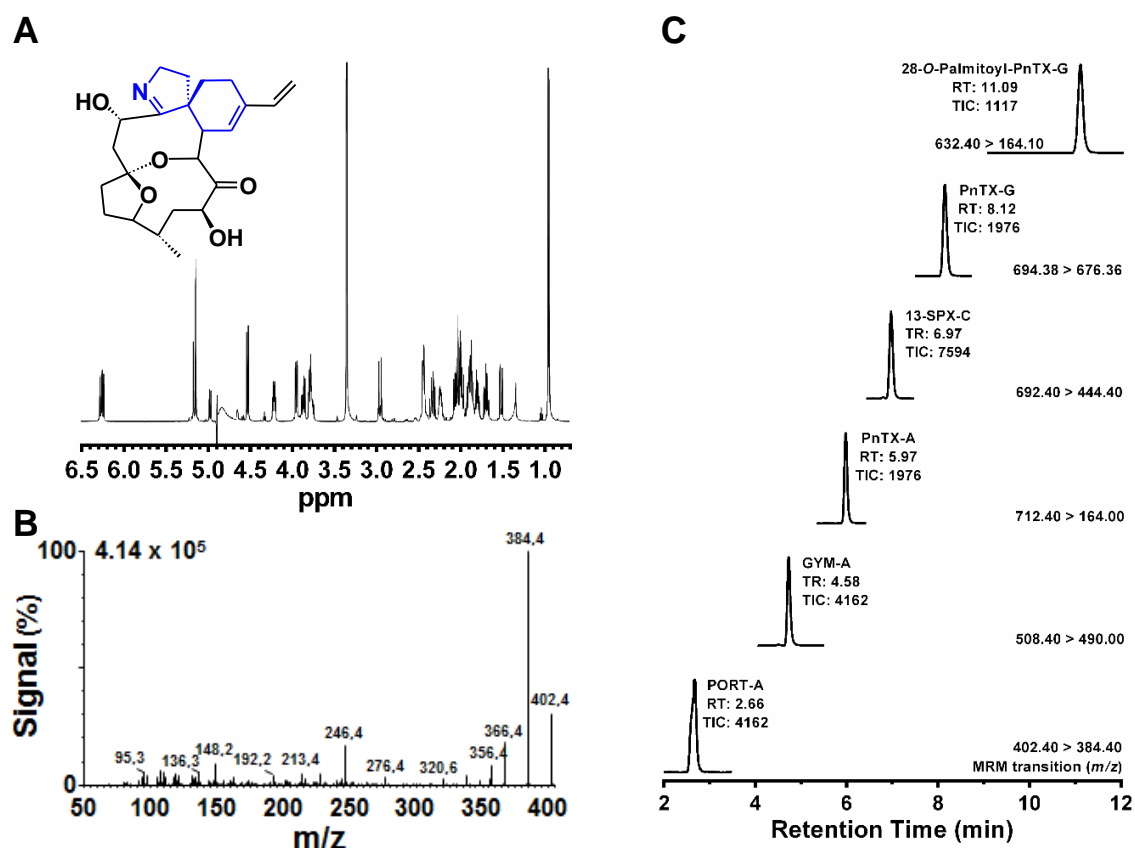 A
HO
N
O
O
O
OH
6.5 6.0 5.5 5.0 4.5 4.0 3.5 3.0 2.5 2.0 1.5 1.0
ppm
B
100
4.14 x 10⁵
384,4
402,4
366,4
356,4
246,4
148,2
95,3
136,3
192,2
213,4
276,4
320,6
0
Signal (%)
50 100 150 200 250 300 350 400
m/z
C
28-O-Palmitoyl-PnTX-G
RT: 11.09
TIC: 1117
632.40 > 164.10
PnTX-G
RT: 8.12
TIC: 1976
694.38 > 676.36
13-SPX-C
TR: 6.97
TIC: 7594
692.40 > 444.40
PnTX-A
RT: 5.97
TIC: 1976
712.40 > 164.00
GYM-A
TR: 4.58
TIC: 4162
508.40 > 490.00
PORT-A
RT: 2.66
TIC: 4162
402.40 > 384.40
MRM transition (m/z)
2 4 6 8 10 12
Retention Time (min)